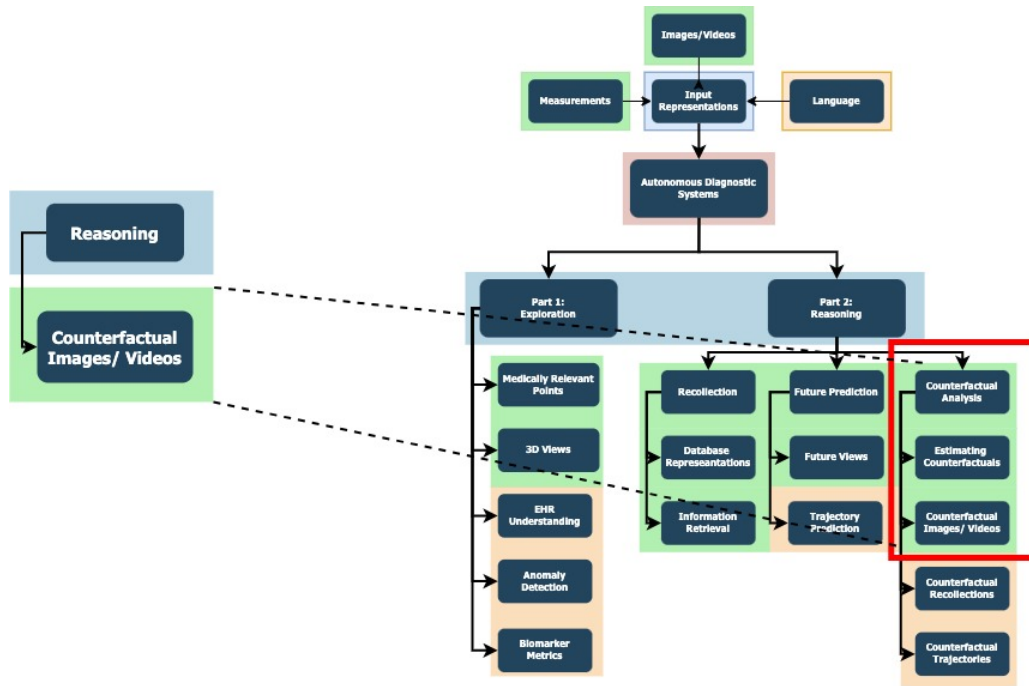 Images/Videos
Measurements
Input
Representations
Language
Autonomous Diagnostic
Systems
Reasoning
Counterfactual
Images/ Videos
Part 1:
Exploration
Part 2:
Reasoning
Medically Relevant
Points
3D Views
EHR
Understanding
Anomaly
Detection
Biomarker
Metrics
Recollection
Database
Represeantations
Information
Retrieval
Future Prediction
Future Views
Trajectory
Prediction
Counterfactual
Analysis
Estimating
Counterfactuals
Counterfactual
Images/ Videos
Counterfactual
Recollections
Counterfactual
Trajectories